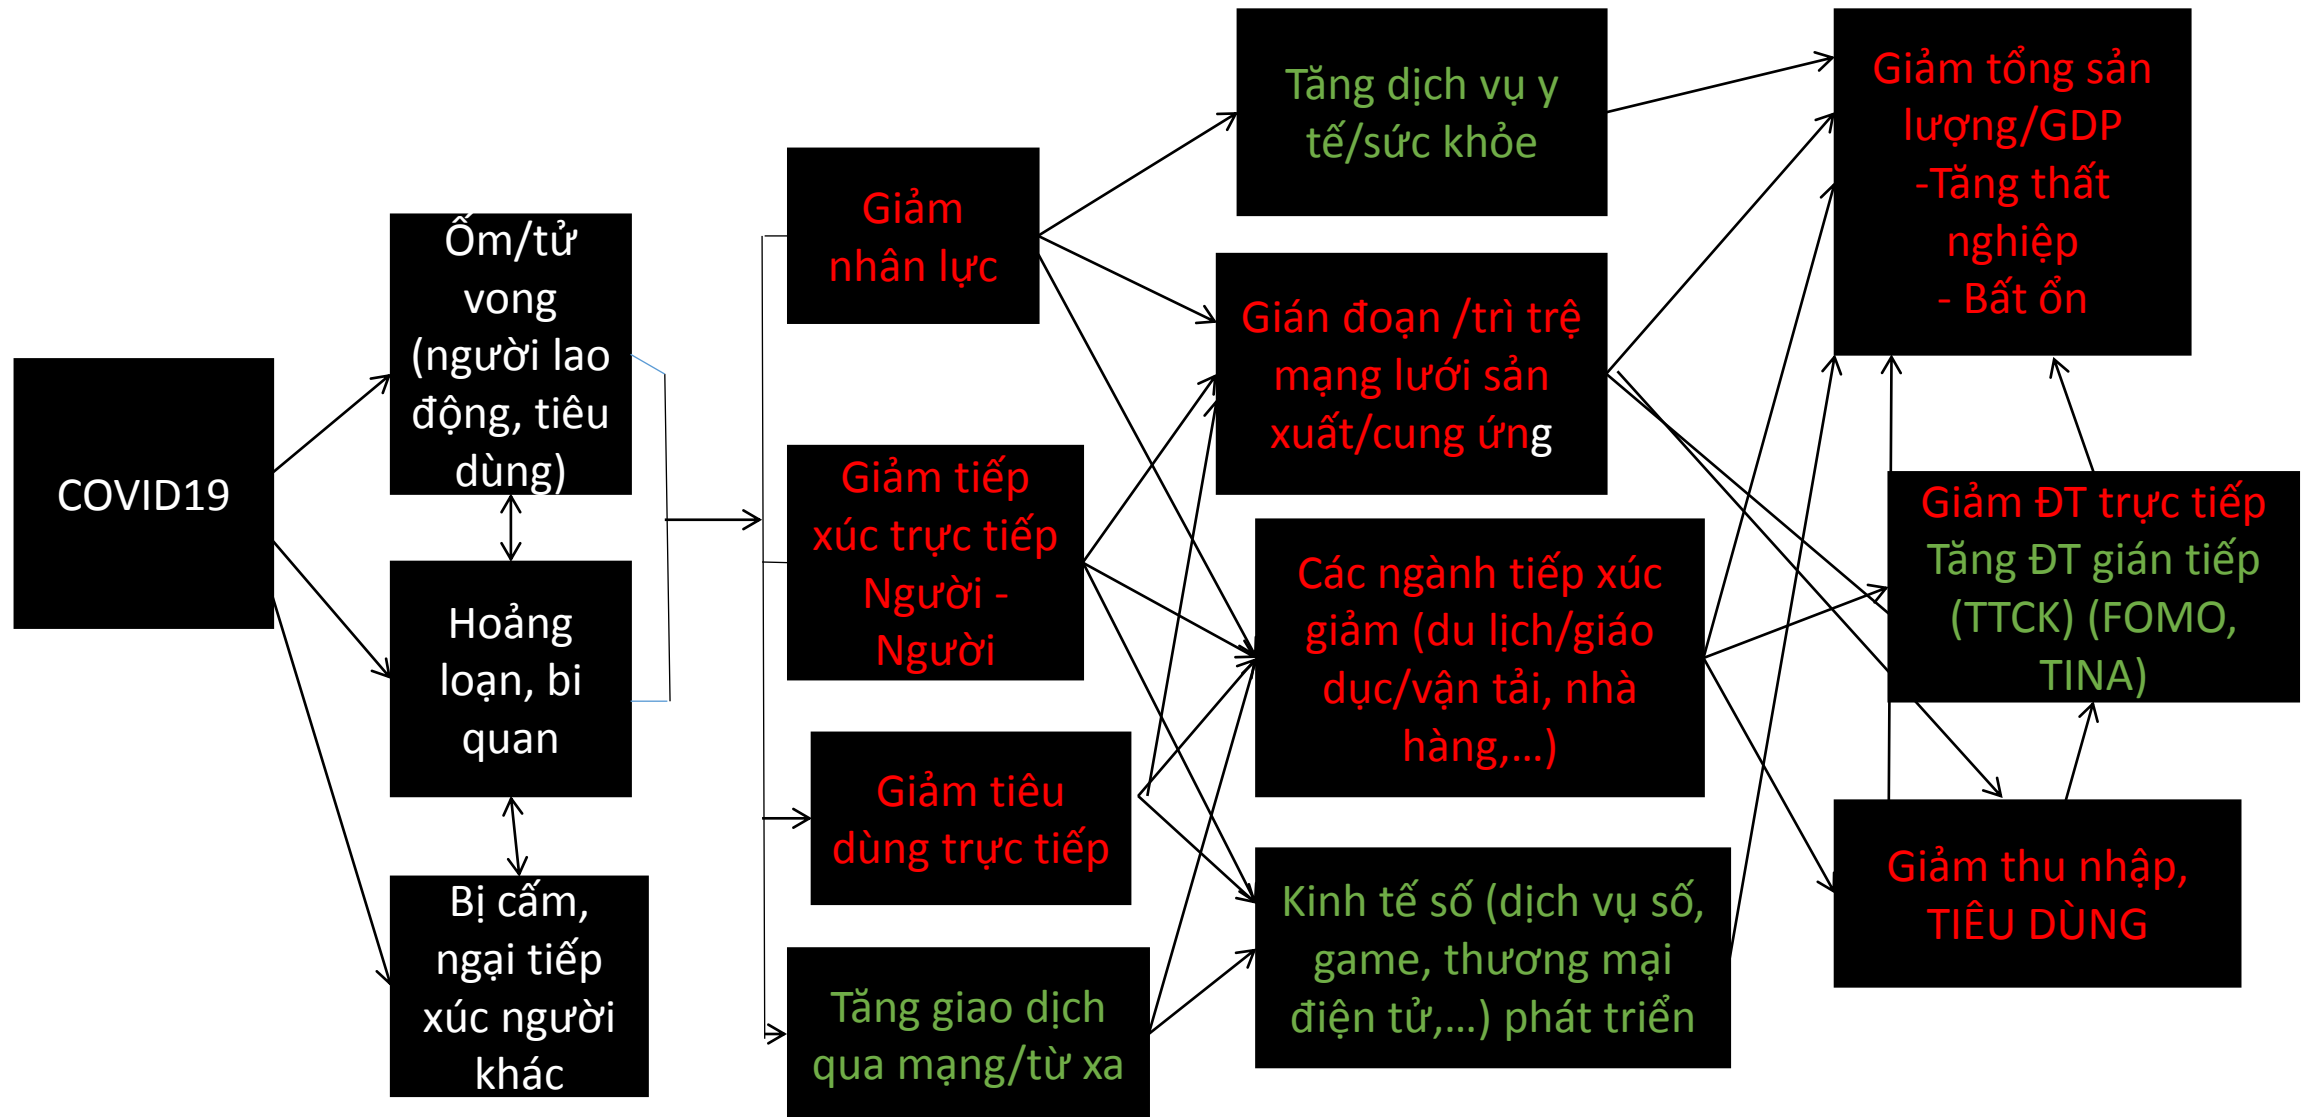 COVID19
Ốm/tử
vong
(người lao
động, tiêu
dùng)
Hoảng
loạn, bi
quan
Bị cấm,
ngại tiếp
xúc người
khác
Giảm
nhân lực
Giảm tiếp
xúc trực tiếp
Người -
Người
Giảm tiêu
dùng trực tiếp
Tăng giao dịch
qua mạng/từ xa
Tăng dịch vụ y
tế/sức khỏe
Gián đoạn /trì trệ
mạng lưới sản
xuất/cung ứng
Các ngành tiếp xúc
giảm (du lịch/giáo
dục/vận tải, nhà
hàng,...)
Kinh tế số (dịch vụ số,
game, thương mại
điện tử,...) phát triển
Giảm tổng sản
lượng/GDP
-Tăng thất
nghiệp
- Bất ổn
Giảm ĐT trực tiếp
Tăng ĐT gián tiếp
(TTCK) (FOMO,
TINA)
Giảm thu nhập,
TIÊU DÙNG